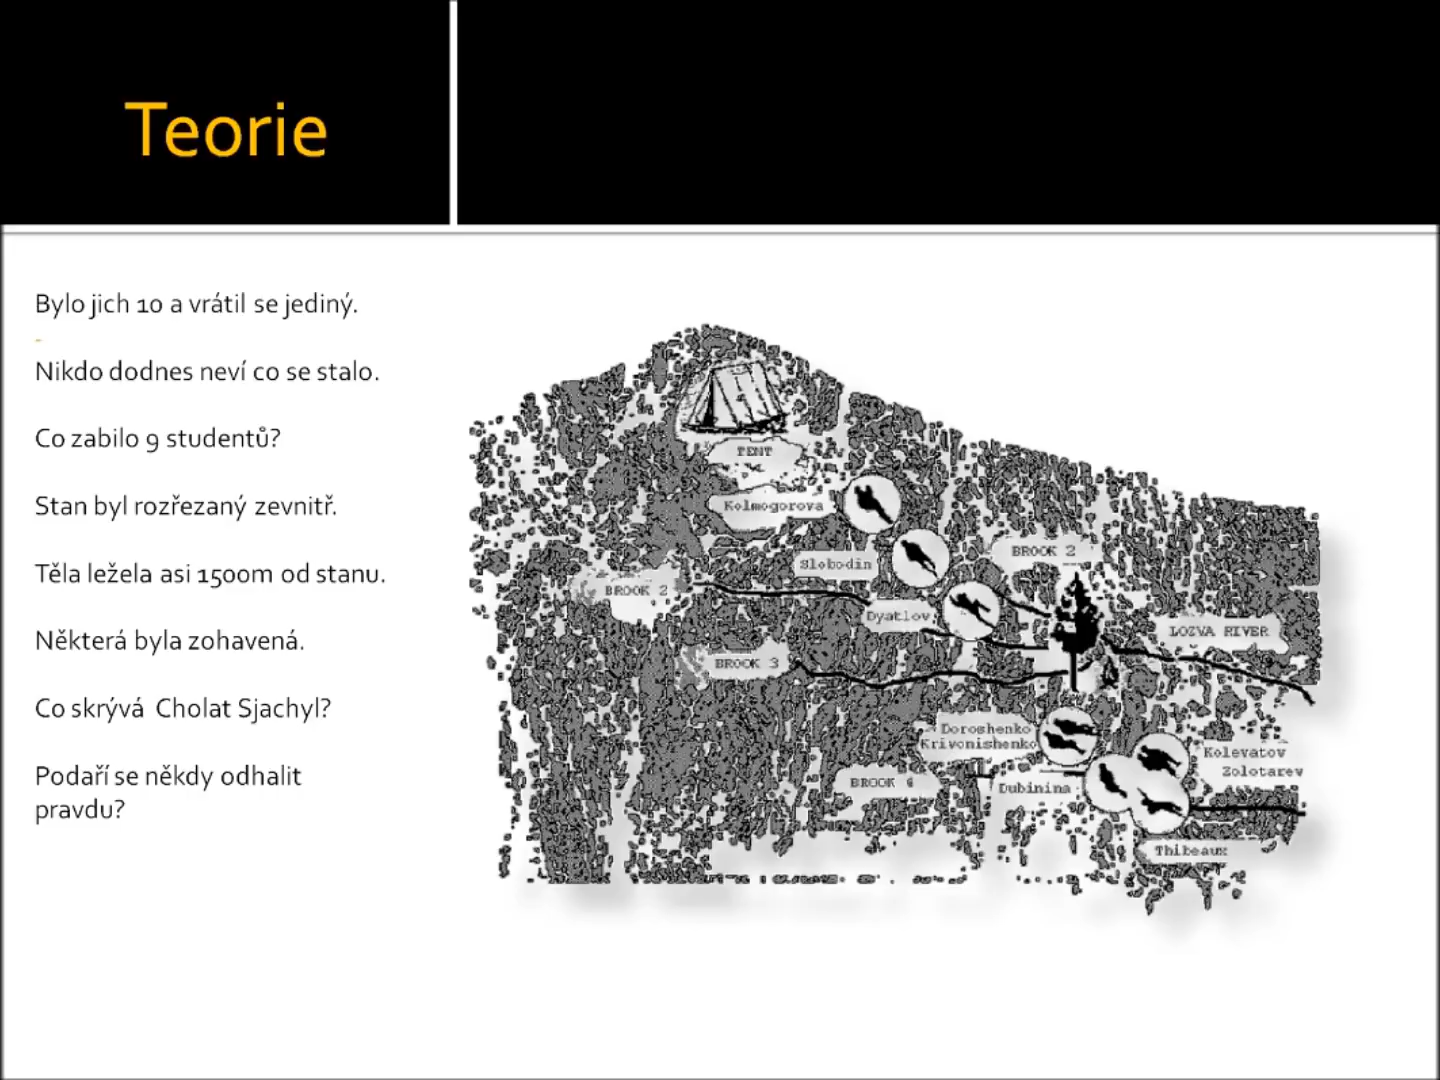 Teorie
Bylo jich 10 a vrátil se jediný.
Nikdo dodnes neví co se stalo.
Co zabilo 9 studentů?
Stan byl rozřezaný zevnitř.
Těla ležela asi 1500m od stanu.
Některá byla zohavená.
Co skrývá Cholat Sjachyl?
Podaří se někdy odhalit
pravdu?
TENT
Kolmogorova
Slobodin
BROOK 2
BROOK 2
Dyatlov
LOZVA RIVER
BROOK 3
Doroshenko
Krivonishenko
Kolevatov
Zolotarev
BROOK 4
Dubinina
Thibeaux